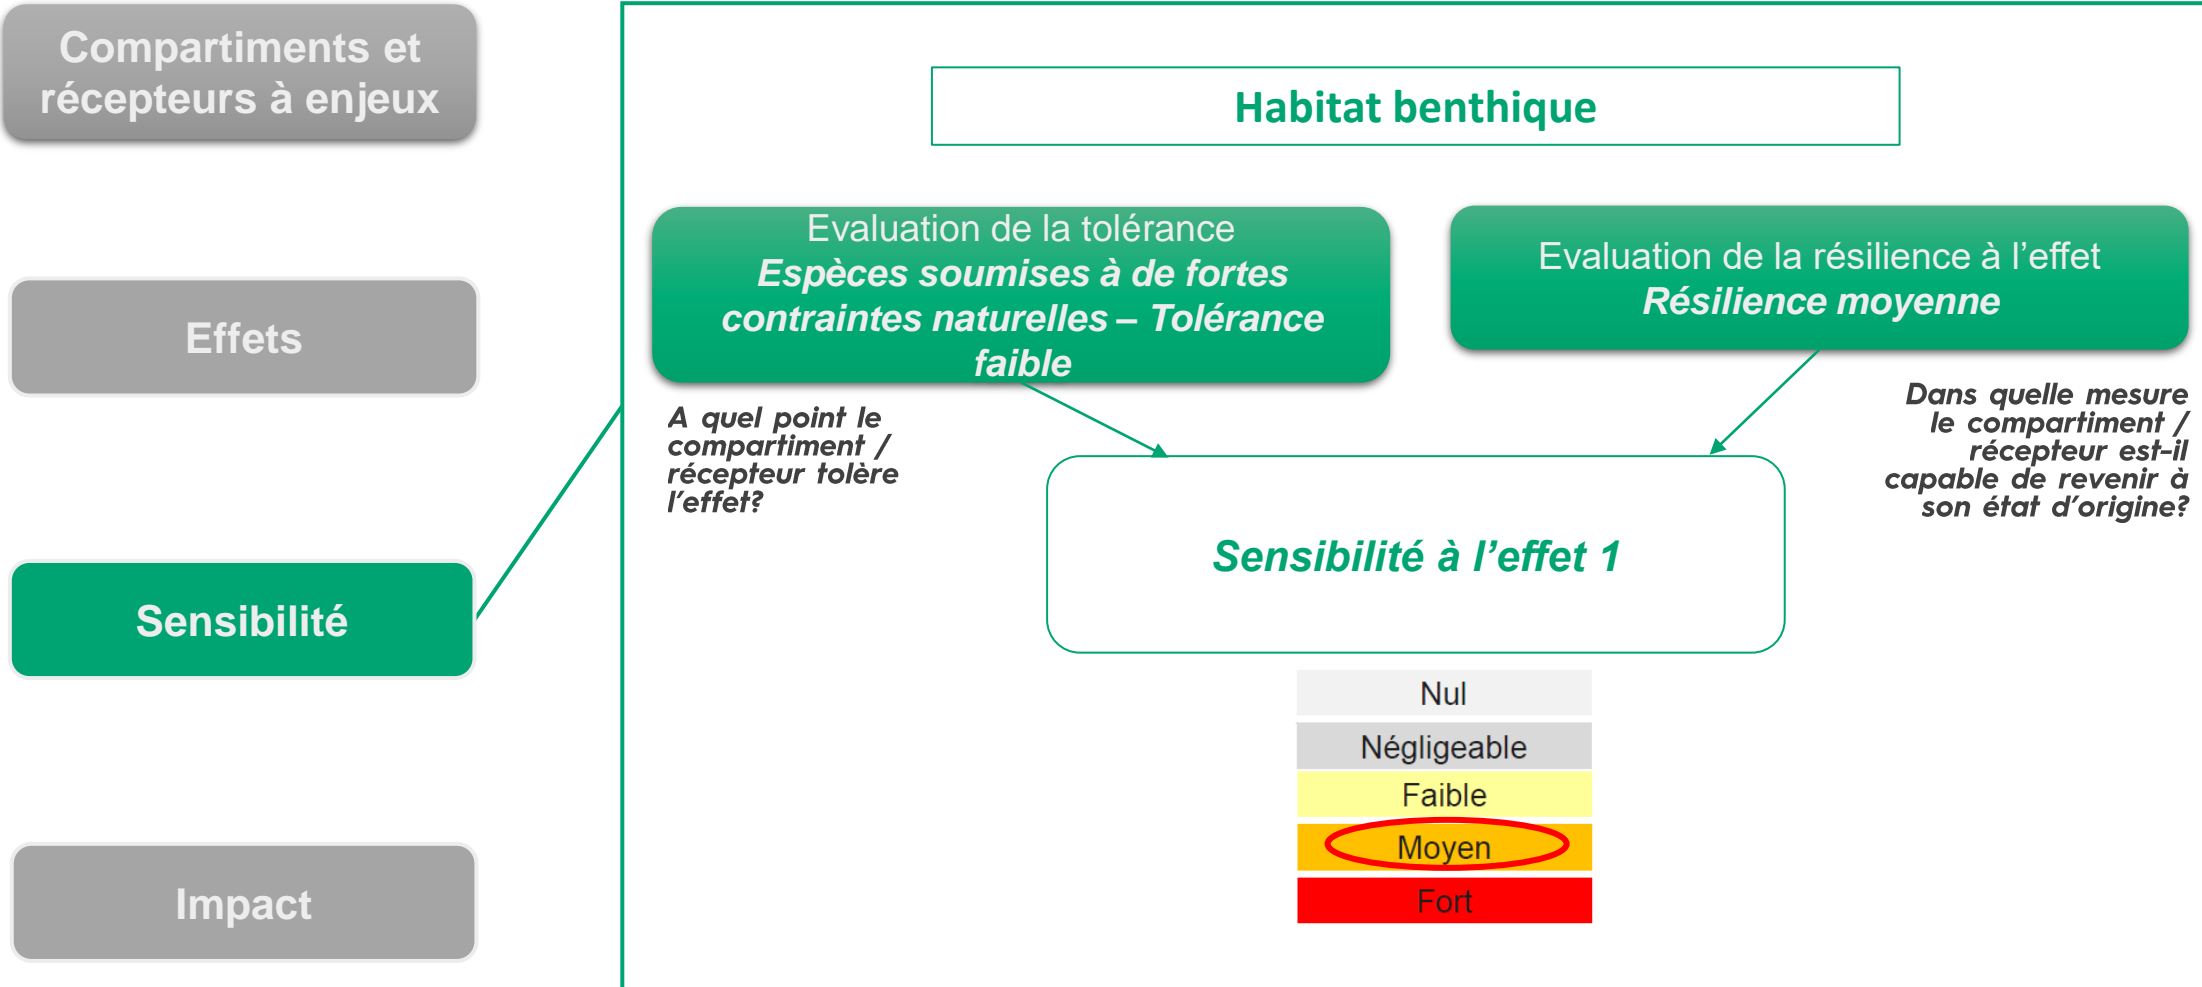 Compartiments et
récepteurs à enjeux
Effets
Sensibilité
Impact
Habitat benthique
Evaluation de la tolérance
Espèces soumises à de fortes
contraintes naturelles – Tolérance
faible
Evaluation de la résilience à l’effet
Résilience moyenne
A quel point le
compartiment /
récepteur tolère
l’effet?
Dans quelle mesure
le compartiment /
récepteur est-il
capable de revenir à
son état d’origine?
Sensibilité à l’effet 1
Nul
Négligeable
Faible
Moyen
Fort